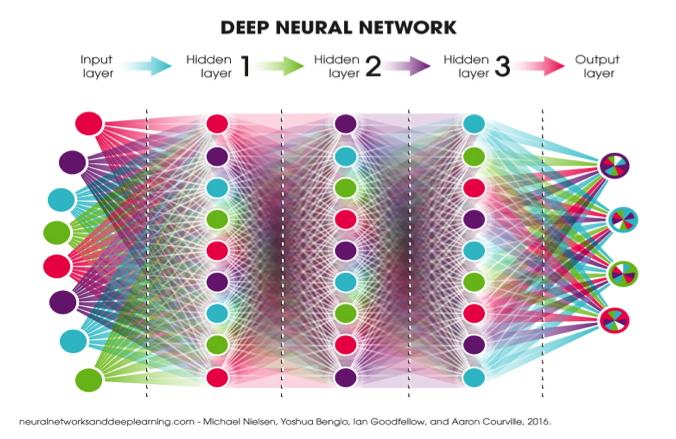 DEEP NEURAL NETWORK
Input
layer
Hidden
layer 1
Hidden
layer 2
Hidden
layer 3
Output
layer
neuralnetworksanddeeplearning.com - Michael Nielsen, Yoshua Bengio, Ian Goodfellow, and Aaron Courville, 2016.